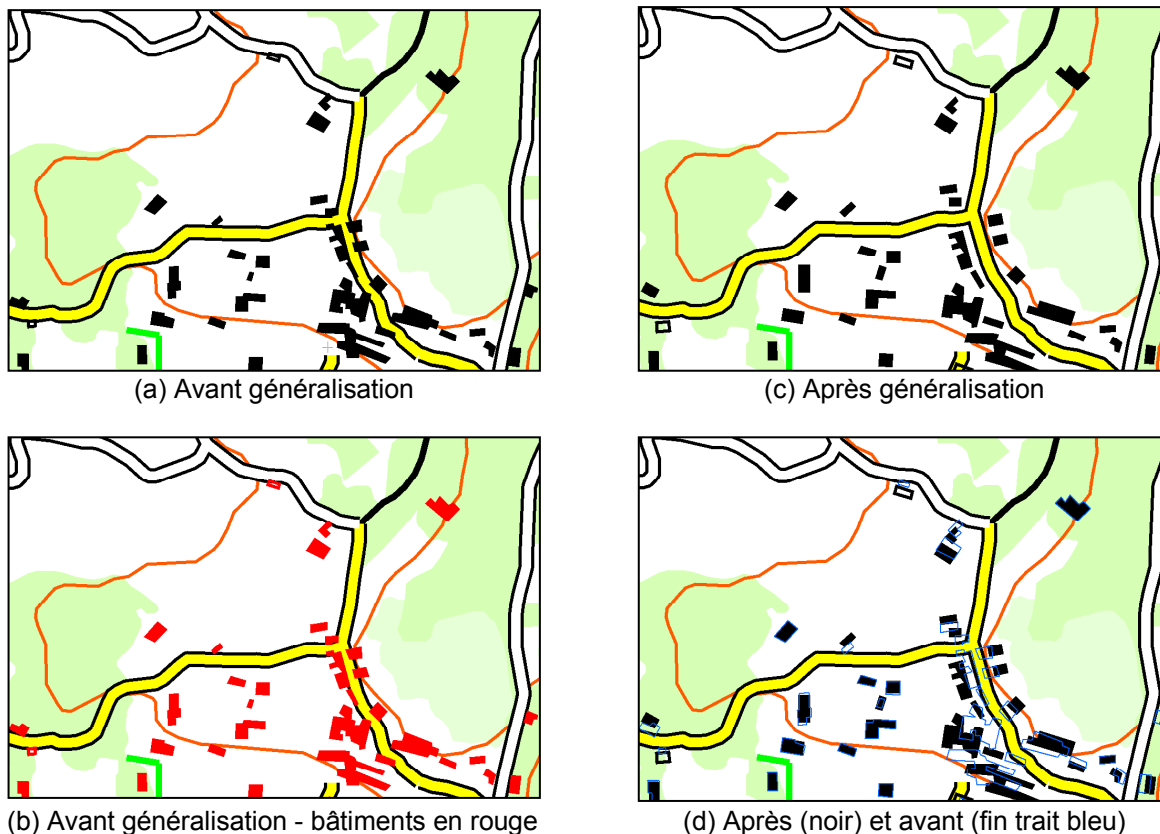 (a) Avant généralisation
(c) Après généralisation
(b) Avant généralisation - bâtiments en rouge
(d) Après (noir) et avant (fin trait bleu)